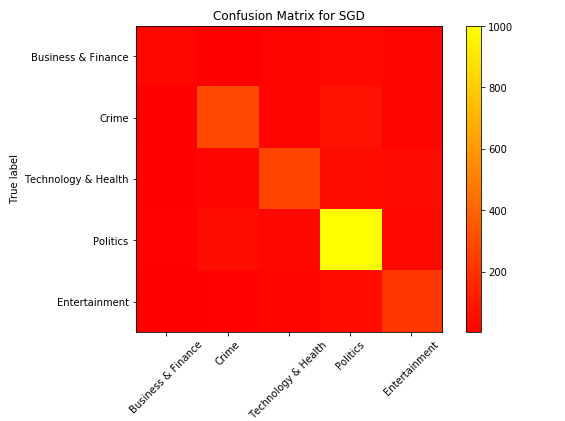 Confusion Matrix for SGD
True label
Business & Finance
Crime
Technology & Health
Politics
Entertainment
Business & Finance
Crime
Technology & Health
Politics
Entertainment
1000
800
600
400
200